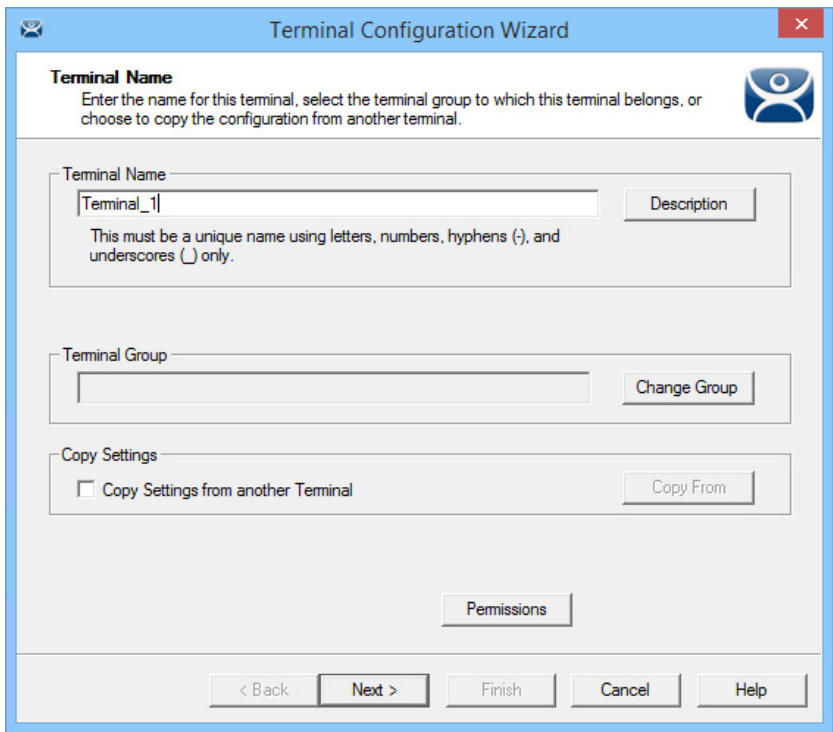 Terminal Configuration Wizard
Terminal Name
Enter the name for this terminal, select the terminal group to which this terminal belongs, or
choose to copy the configuration from another terminal.
Terminal Name
Terminal_1
Description
This must be a unique name using letters, numbers, hyphens (-), and
underscores (_) only.
Terminal Group
Change Group
Copy Settings
Copy Settings from another Terminal
Copy From
Permissions
< Back
Next >
Finish
Cancel
Help